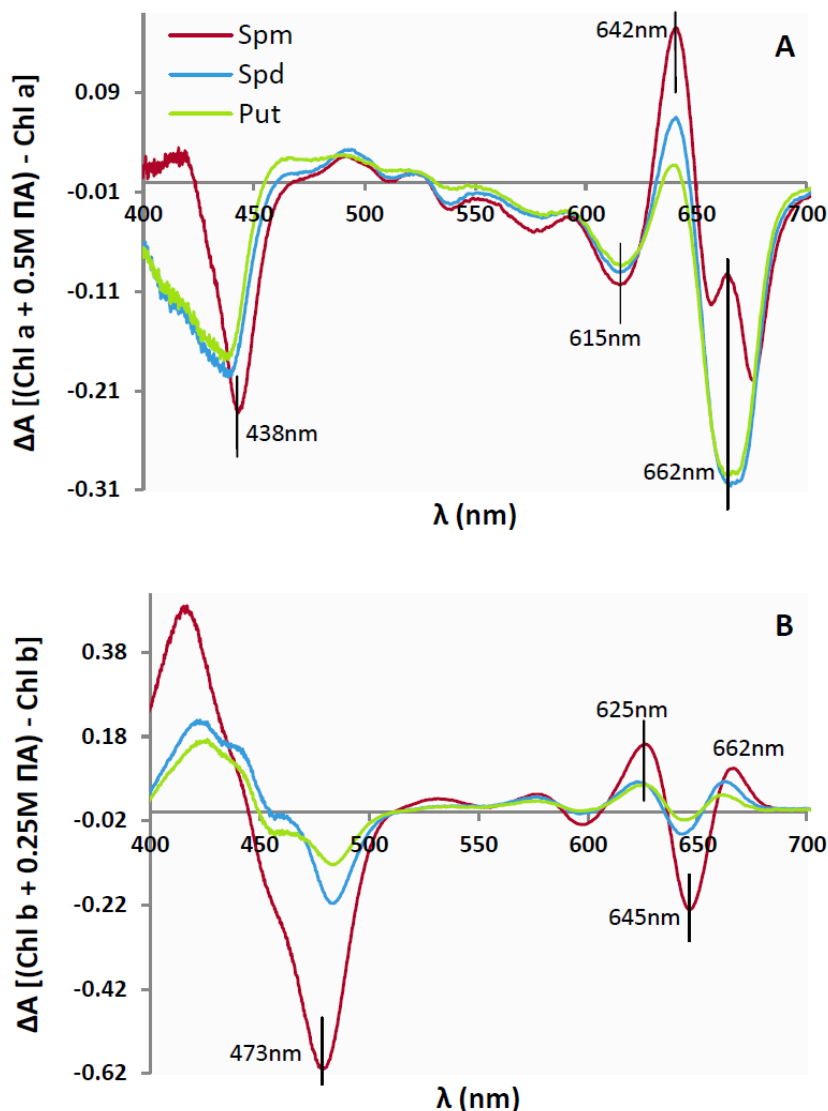 ΔA [(Chl a + 0.5M ΠΑ) - Chl a]
Spm
Spd
Put
A
642nm
0.09
-0.01
-0.11
-0.21
-0.31
400
450
500
550
600
650
700
438nm
615nm
662nm
λ (nm)
ΔA [(Chl b + 0.25M ΠΑ) - Chl b]
B
0.38
0.18
-0.02
-0.22
-0.42
-0.62
625nm
662nm
400
450
500
550
600
650
700
645nm
473nm
λ (nm)